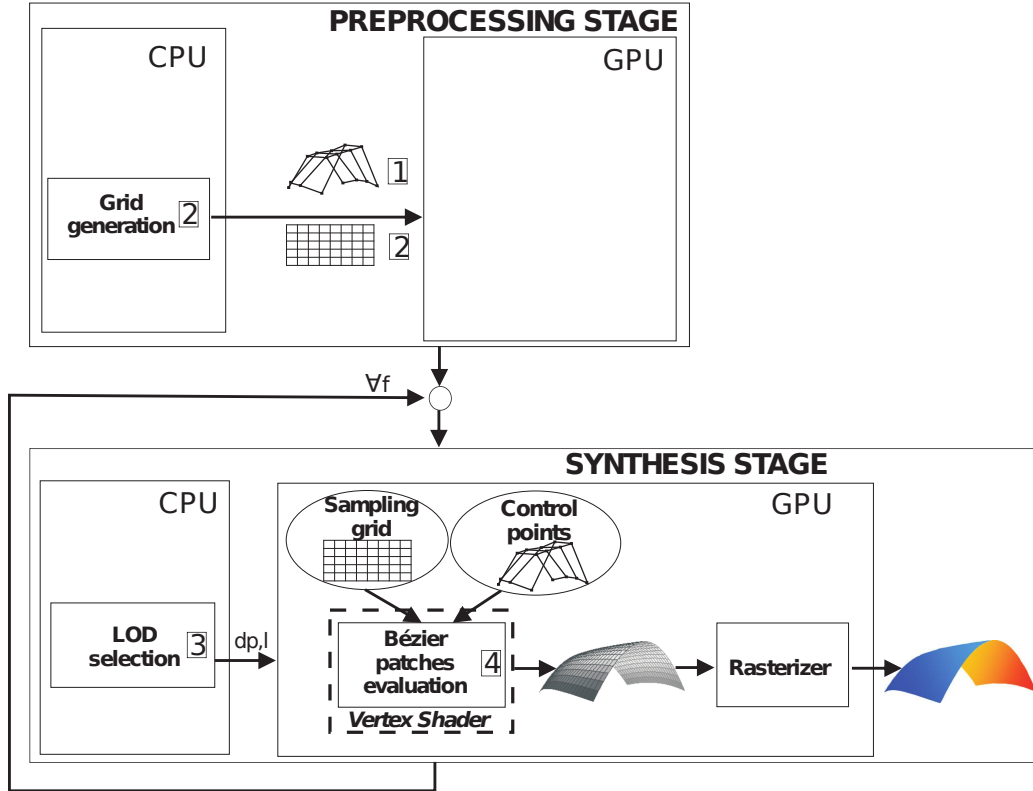 PREPROCESSING STAGE
CPU
GPU
1
Grid
generation 2
2
∀f
SYNTHESIS STAGE
CPU
GPU
Sampling
grid
Control
points
LOD
selection 3
dp,l
Bézier
patches
evaluation
4
Vertex Shader
Rasterizer